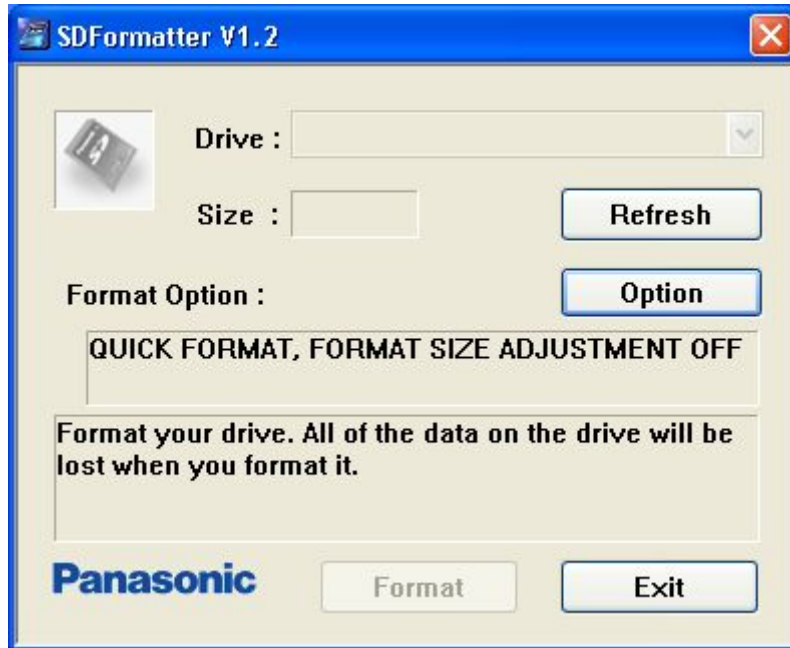 SDFormatter V1.2
Drive :
Size :
Refresh
Format Option :
Option
QUICK FORMAT, FORMAT SIZE ADJUSTMENT OFF
Format your drive. All of the data on the drive will be
lost when you format it.
Panasonic
Format
Exit